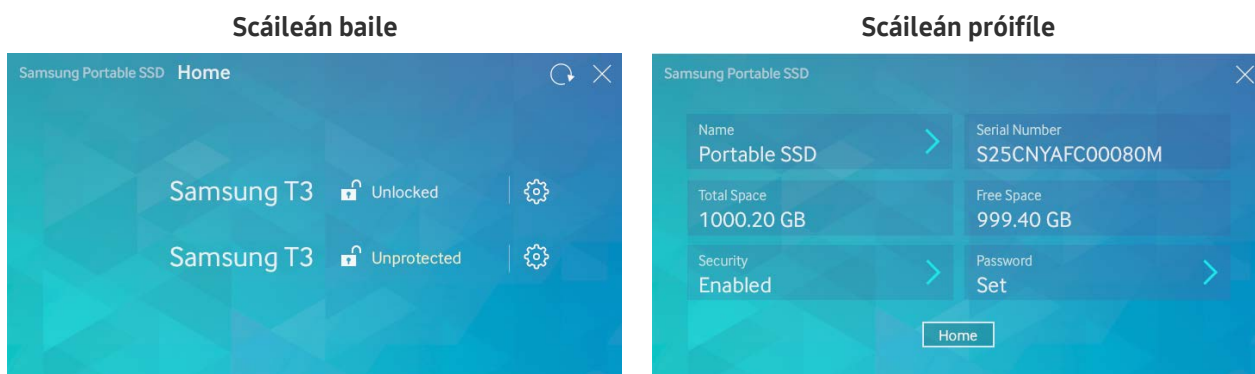 Scáileán baile
Samsung Portable SSD Home
Samsung T3 Unlocked
Samsung T3 Unprotected
Scáileán próifíle
Samsung Portable SSD
Name
Portable SSD
Serial Number
S25CNYAFC00080M
Total Space
1000.20 GB
Free Space
999.40 GB
Security
Enabled
Password
Set
Home